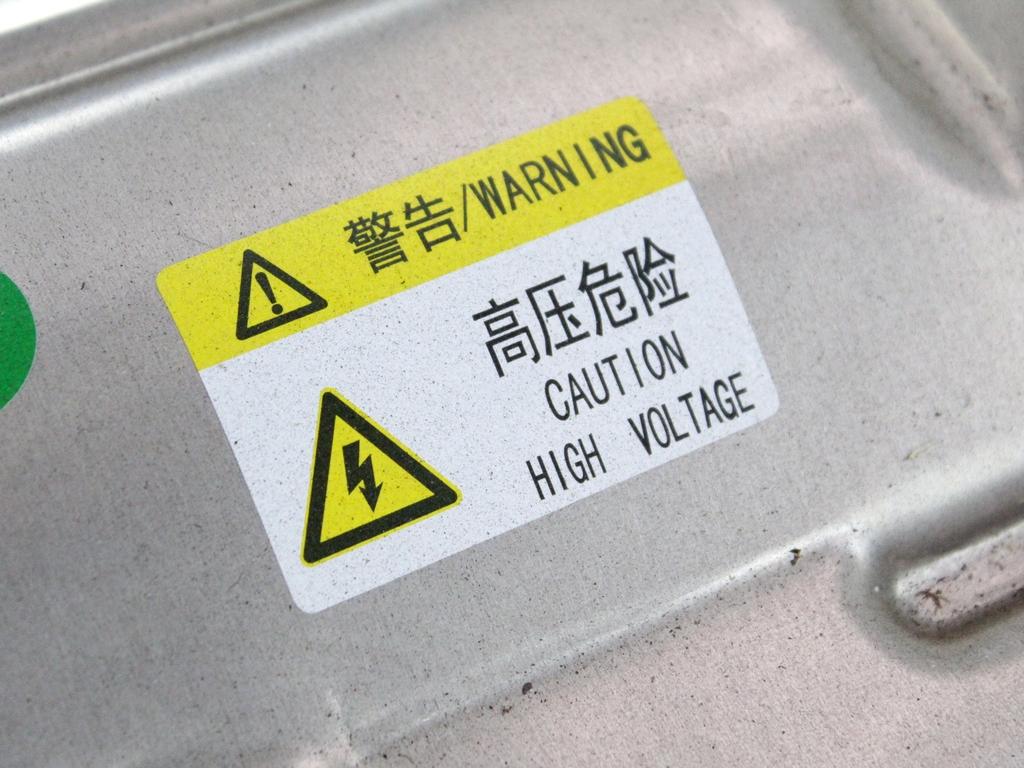 警告/WARNING
高压危险
CAUTION
HIGH VOLTAGE